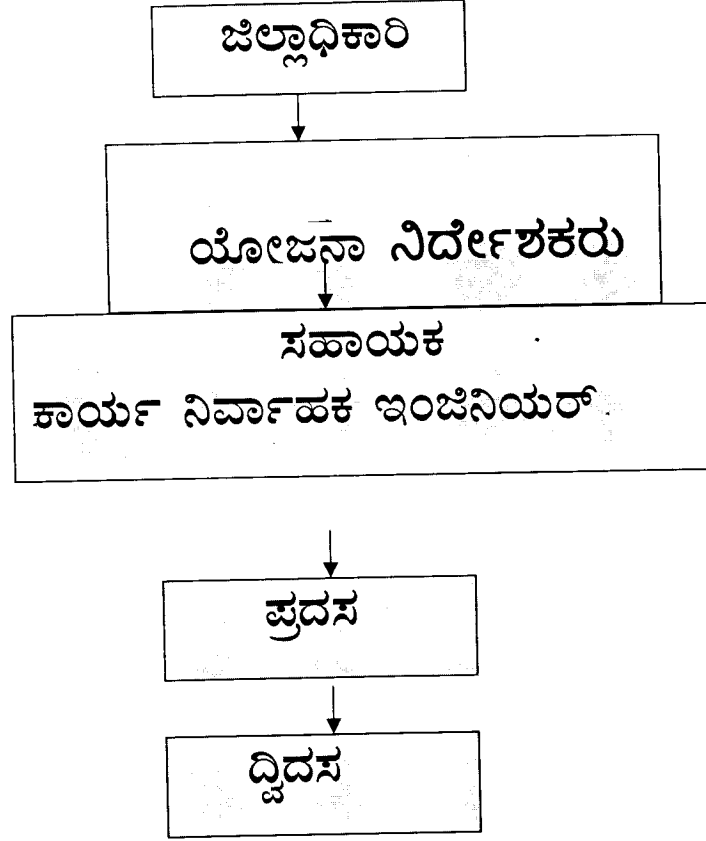 ಜಿಲ್ಲಾಧಿಕಾರಿ
ಯೋಜನಾ ನಿರ್ದೇಶಕರು
ಸಹಾಯಕ
ಕಾರ್ಯ ನಿರ್ವಾಹಕ ಇಂಜಿನಿಯರ್
ಪ್ರದಸ
ದ್ವಿದಸ